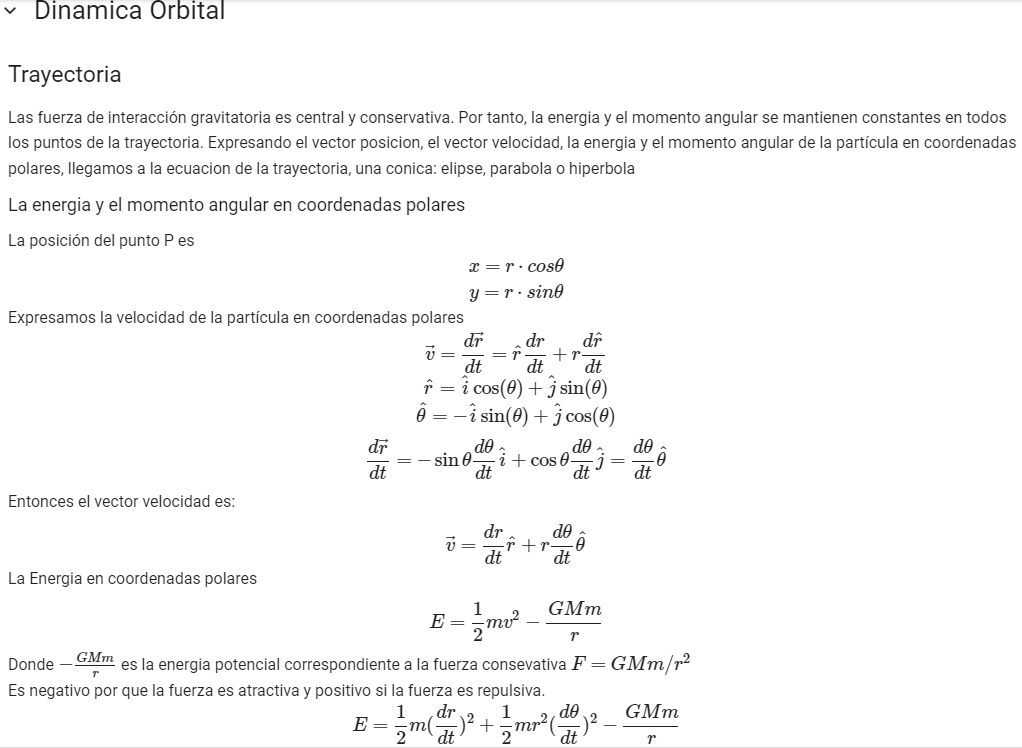 Dinamica Orbital
Trayectoria
Las fuerza de interacción gravitatoria es central y conservativa. Por tanto, la energia y el momento angular se mantienen constantes en todos
los puntos de la trayectoria. Expresando el vector posicion, el vector velocidad, la energia y el momento angular de la partícula en coordenadas
polares, llegamos a la ecuacion de la trayectoria, una conica: elipse, parabola o hiperbola
La energia y el momento angular en coordenadas polares
La posición del punto P es
$x = r \cdot cos\theta$
$y = r \cdot sin\theta$
Expresamos la velocidad de la partícula en coordenadas polares
$\vec{v} = \frac{d\vec{r}}{dt} = \hat{r}\frac{dr}{dt} + r\frac{d\hat{r}}{dt}$
$\hat{r} = \hat{i}\cos(\theta) + \hat{j}\sin(\theta)$
$\hat{\theta} = -\hat{i}\sin(\theta) + \hat{j}\cos(\theta)$
$\frac{d\vec{r}}{dt} = -\sin\theta\frac{d\theta}{dt}\hat{i} + \cos\theta\frac{d\theta}{dt}\hat{j} = \frac{d\theta}{dt}\hat{\theta}$
Entonces el vector velocidad es:
$\vec{v} = \frac{dr}{dt}\hat{r} + r\frac{d\theta}{dt}\hat{\theta}$
La Energia en coordenadas polares
$E = \frac{1}{2}mv^2 - \frac{GMm}{r}$
Donde $-\frac{GMm}{r}$ es la energia potencial correspondiente a la fuerza consevativa $F = GMm/r^2$
Es negativo por que la fuerza es atractiva y positivo si la fuerza es repulsiva.
$E = \frac{1}{2}m(\frac{dr}{dt})^2 + \frac{1}{2}mr^2(\frac{d\theta}{dt})^2 - \frac{GMm}{r}$